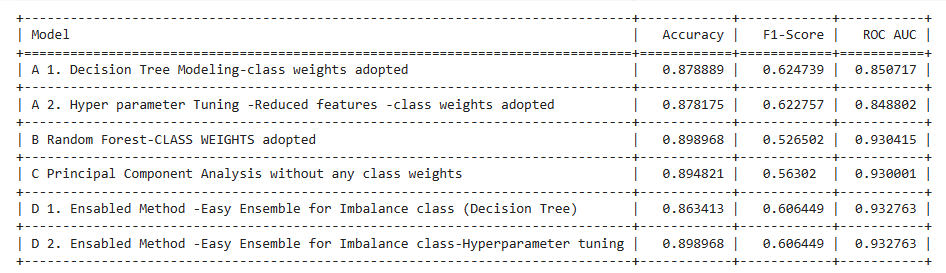 Model | Accuracy | F1-Score | ROC AUC
A 1. Decision Tree Modeling-class weights adopted | 0.878889 | 0.624739 | 0.850717
A 2. Hyper parameter Tuning -Reduced features -class weights adopted | 0.878175 | 0.622757 | 0.848802
B Random Forest-CLASS WEIGHTS adopted | 0.898968 | 0.526502 | 0.930415
C Principal Component Analysis without any class weights | 0.894821 | 0.56302 | 0.930001
D 1. Ensabled Method -Easy Ensemble for Imbalance class (Decision Tree) | 0.863413 | 0.606449 | 0.932763
D 2. Ensabled Method -Easy Ensemble for Imbalance class-Hyperparameter tuning | 0.898968 | 0.606449 | 0.932763